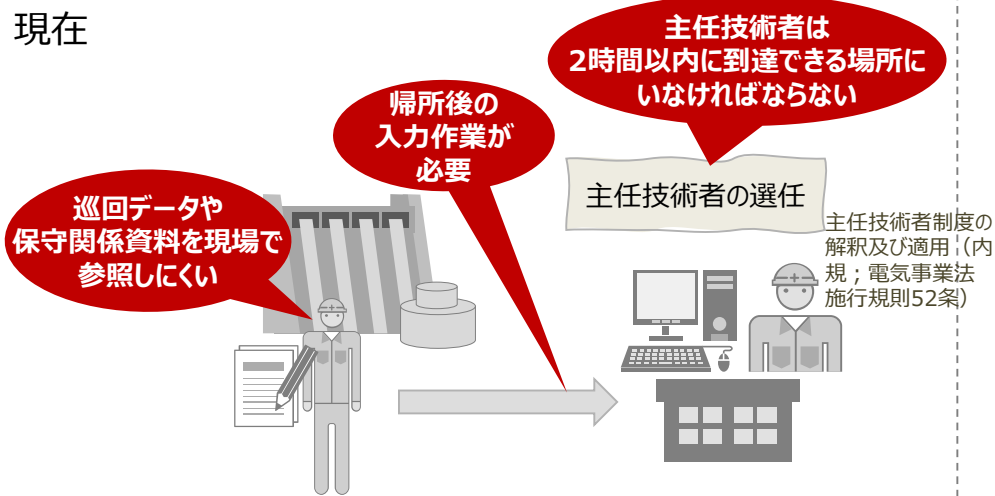 現在
主任技術者は
2時間以内に到達できる場所に
いなければならない
帰所後の
入力作業が
必要
主任技術者の選任
巡回データや
保守関係資料を現場で
参照しにくい
主任技術者制度の
解釈及び適用（内
規；電気事業法
施行規則52条）